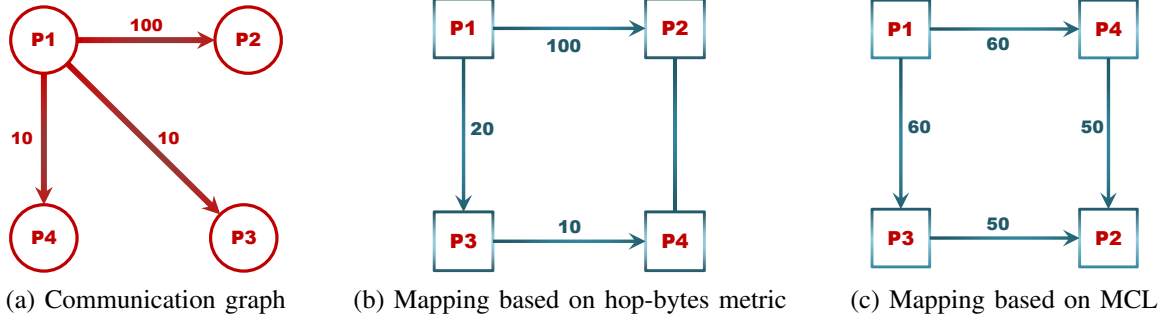 P1
100
P2
10
10
P4
P3
(a) Communication graph
P1
100
P2
20
P3
10
P4
(b) Mapping based on hop-bytes metric
P1
60
P4
60
50
P3
50
P2
(c) Mapping based on MCL